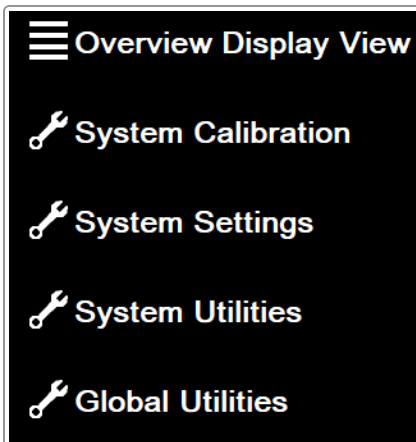 Overview Display View
System Calibration
System Settings
System Utilities
Global Utilities